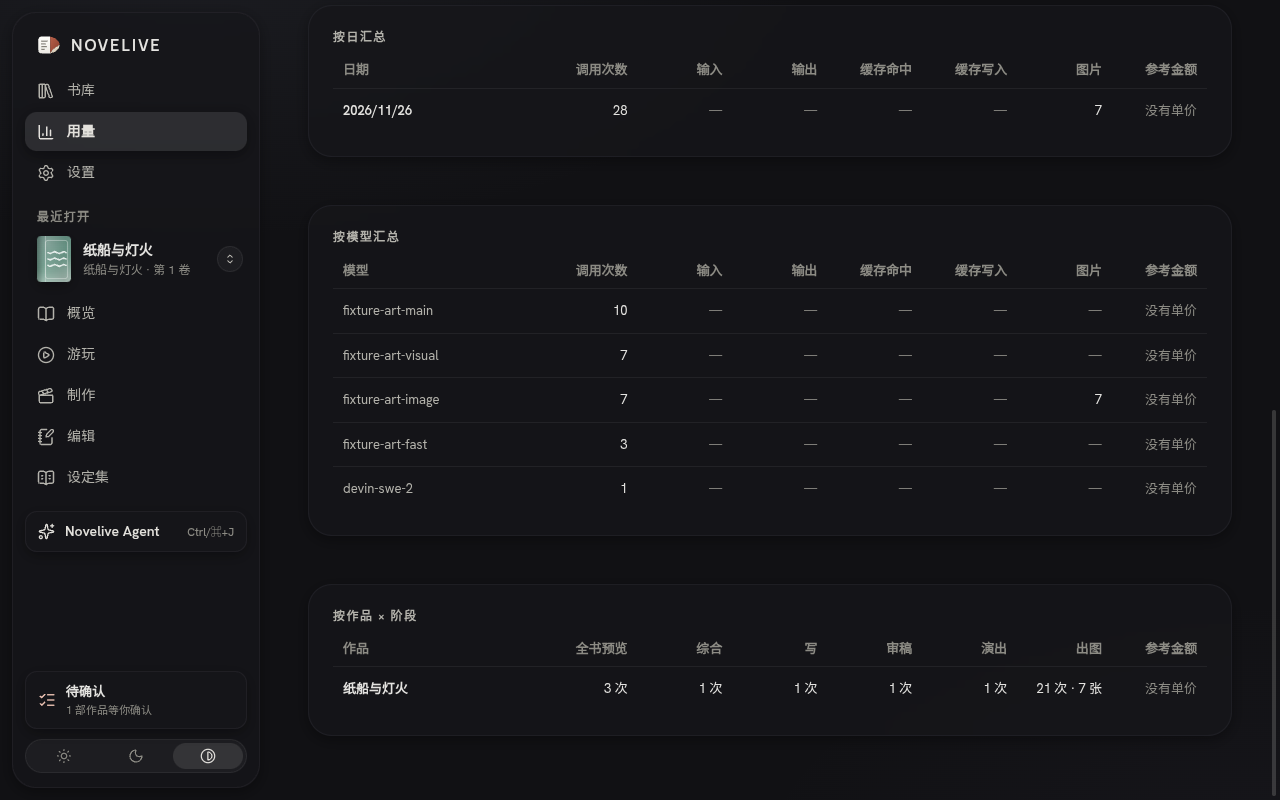 NOVELIVE
书库
用量
设置
最近打开
纸船与灯火
纸船与灯火 · 第 1 卷
概览
游玩
制作
编辑
设定集
Novelive Agent Ctrl/⌘+J
待确认
1 部作品等你确认
按日汇总
日期 调用次数 输入 输出 缓存命中 缓存写入 图片 参考金额
2026/11/26 28 — — — — 7 没有单价
按模型汇总
模型 调用次数 输入 输出 缓存命中 缓存写入 图片 参考金额
fixture-art-main 10 — — — — — 没有单价
fixture-art-visual 7 — — — — — 没有单价
fixture-art-image 7 — — — — 7 没有单价
fixture-art-fast 3 — — — — — 没有单价
devin-swe-2 1 — — — — — 没有单价
按作品 × 阶段
作品 全书预览 综合 写 审稿 演出 出图 参考金额
纸船与灯火 3 次 1 次 1 次 1 次 1 次 21 次 · 7 张 没有单价